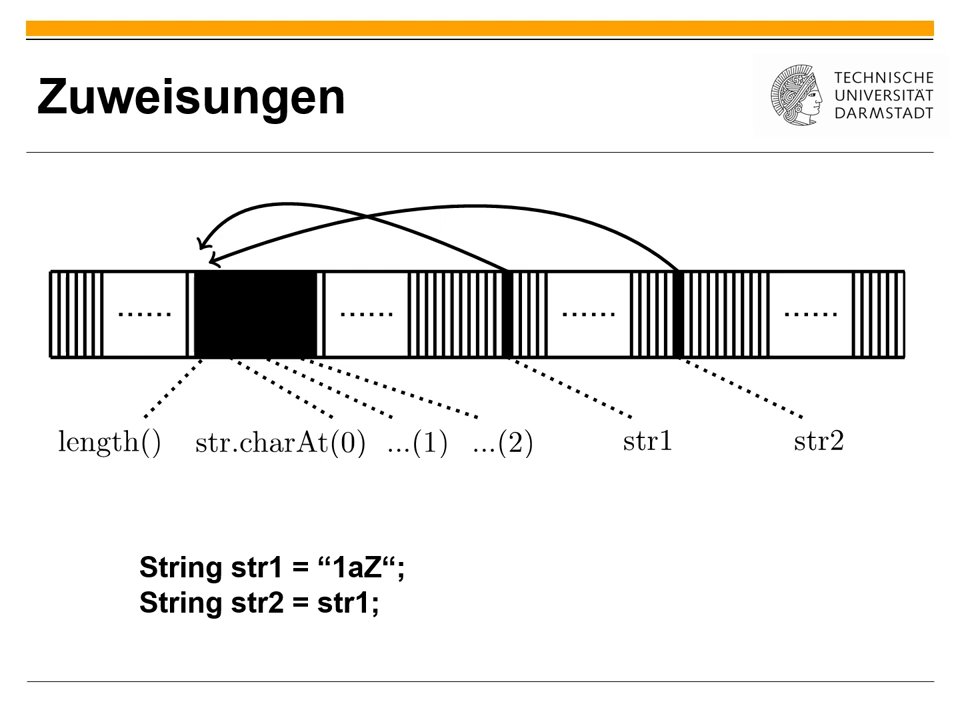 Zuweisungen
TECHNISCHE
UNIVERSITÄT
DARMSTADT
...... ...... ...... ......
length() str.charAt(0) ...(1) ...(2) str1 str2
String str1 = “1aZ“;
String str2 = str1;